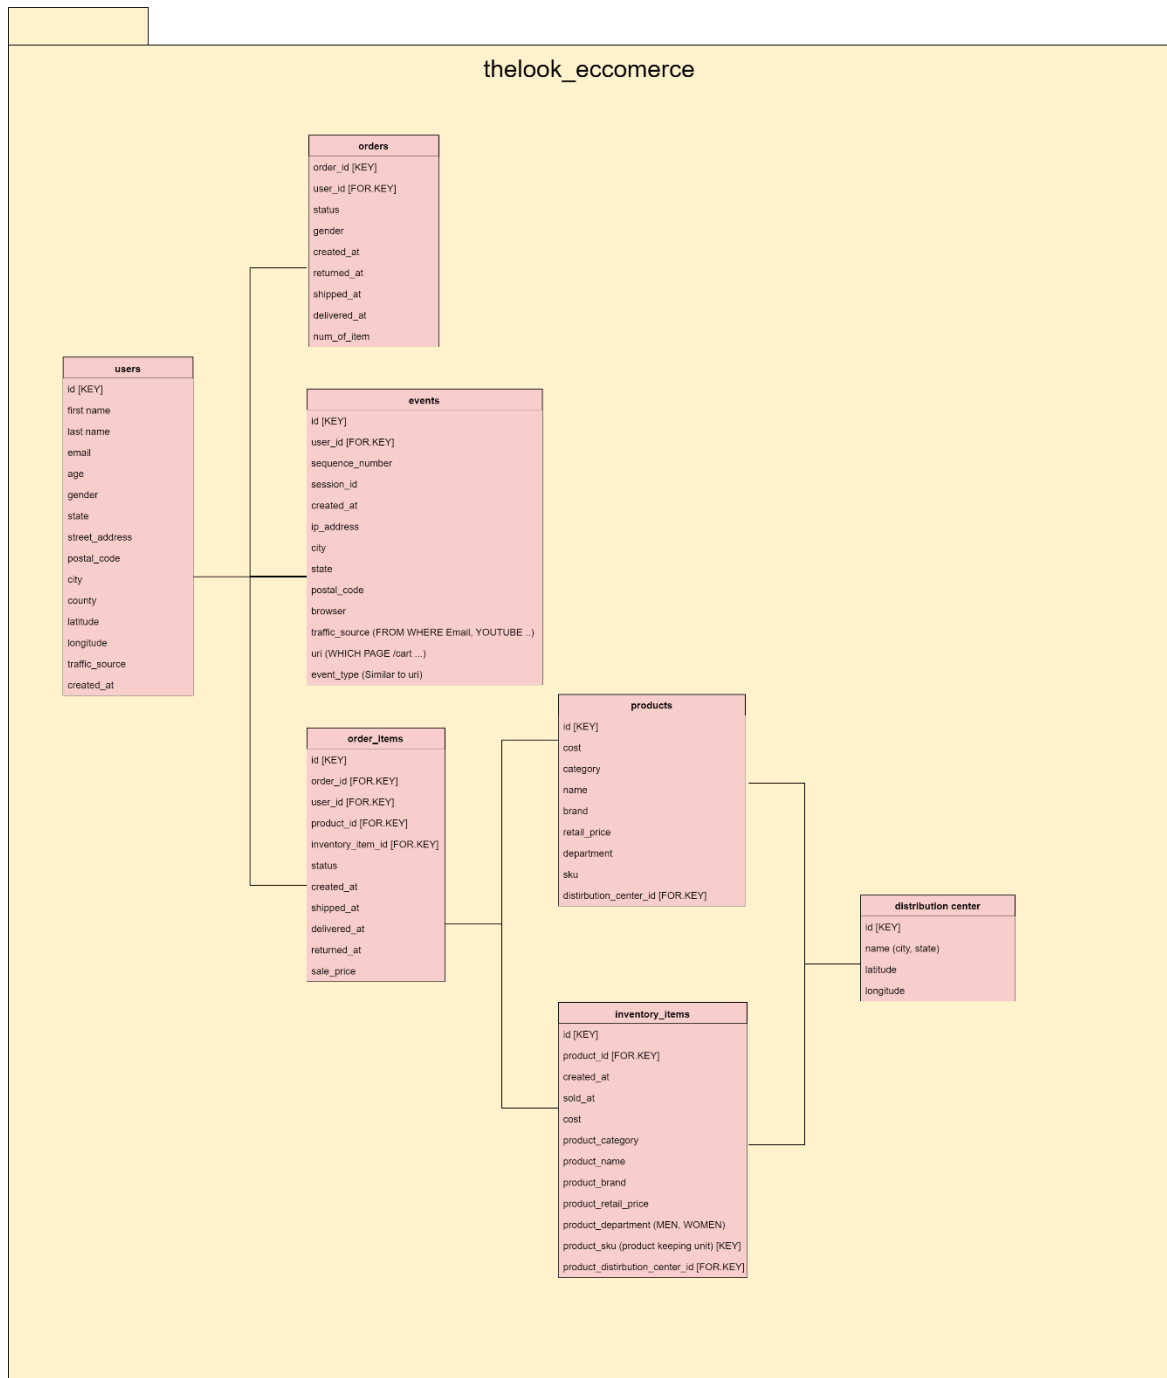 thelook_eccomerce
orders
order_id [KEY]
user_id [FOR.KEY]
status
gender
created_at
returned_at
shipped_at
delivered_at
num_of_item
users
id [KEY]
first name
last name
email
age
gender
state
street_address
postal_code
city
county
latitude
longitude
traffic_source
created_at
events
id [KEY]
user_id [FOR.KEY]
sequence_number
session_id
created_at
ip_address
city
state
postal_code
browser
traffic_source (FROM WHERE Email, YOUTUBE ..)
uri (WHICH PAGE /cart ...)
event_type (Similar to uri)
order_items
id [KEY]
order_id [FOR.KEY]
user_id [FOR.KEY]
product_id [FOR.KEY]
inventory_item_id [FOR.KEY]
status
created_at
shipped_at
delivered_at
returned_at
sale_price
products
id [KEY]
cost
category
name
brand
retail_price
department
sku
distirbution_center_id [FOR.KEY]
distribution center
id [KEY]
name (city, state)
latitude
longitude
inventory_items
id [KEY]
product_id [FOR.KEY]
created_at
sold_at
cost
product_category
product_name
product_brand
product_retail_price
product_department (MEN, WOMEN)
product_sku (product keeping unit) [KEY]
product_distirbution_center_id [FOR.KEY]